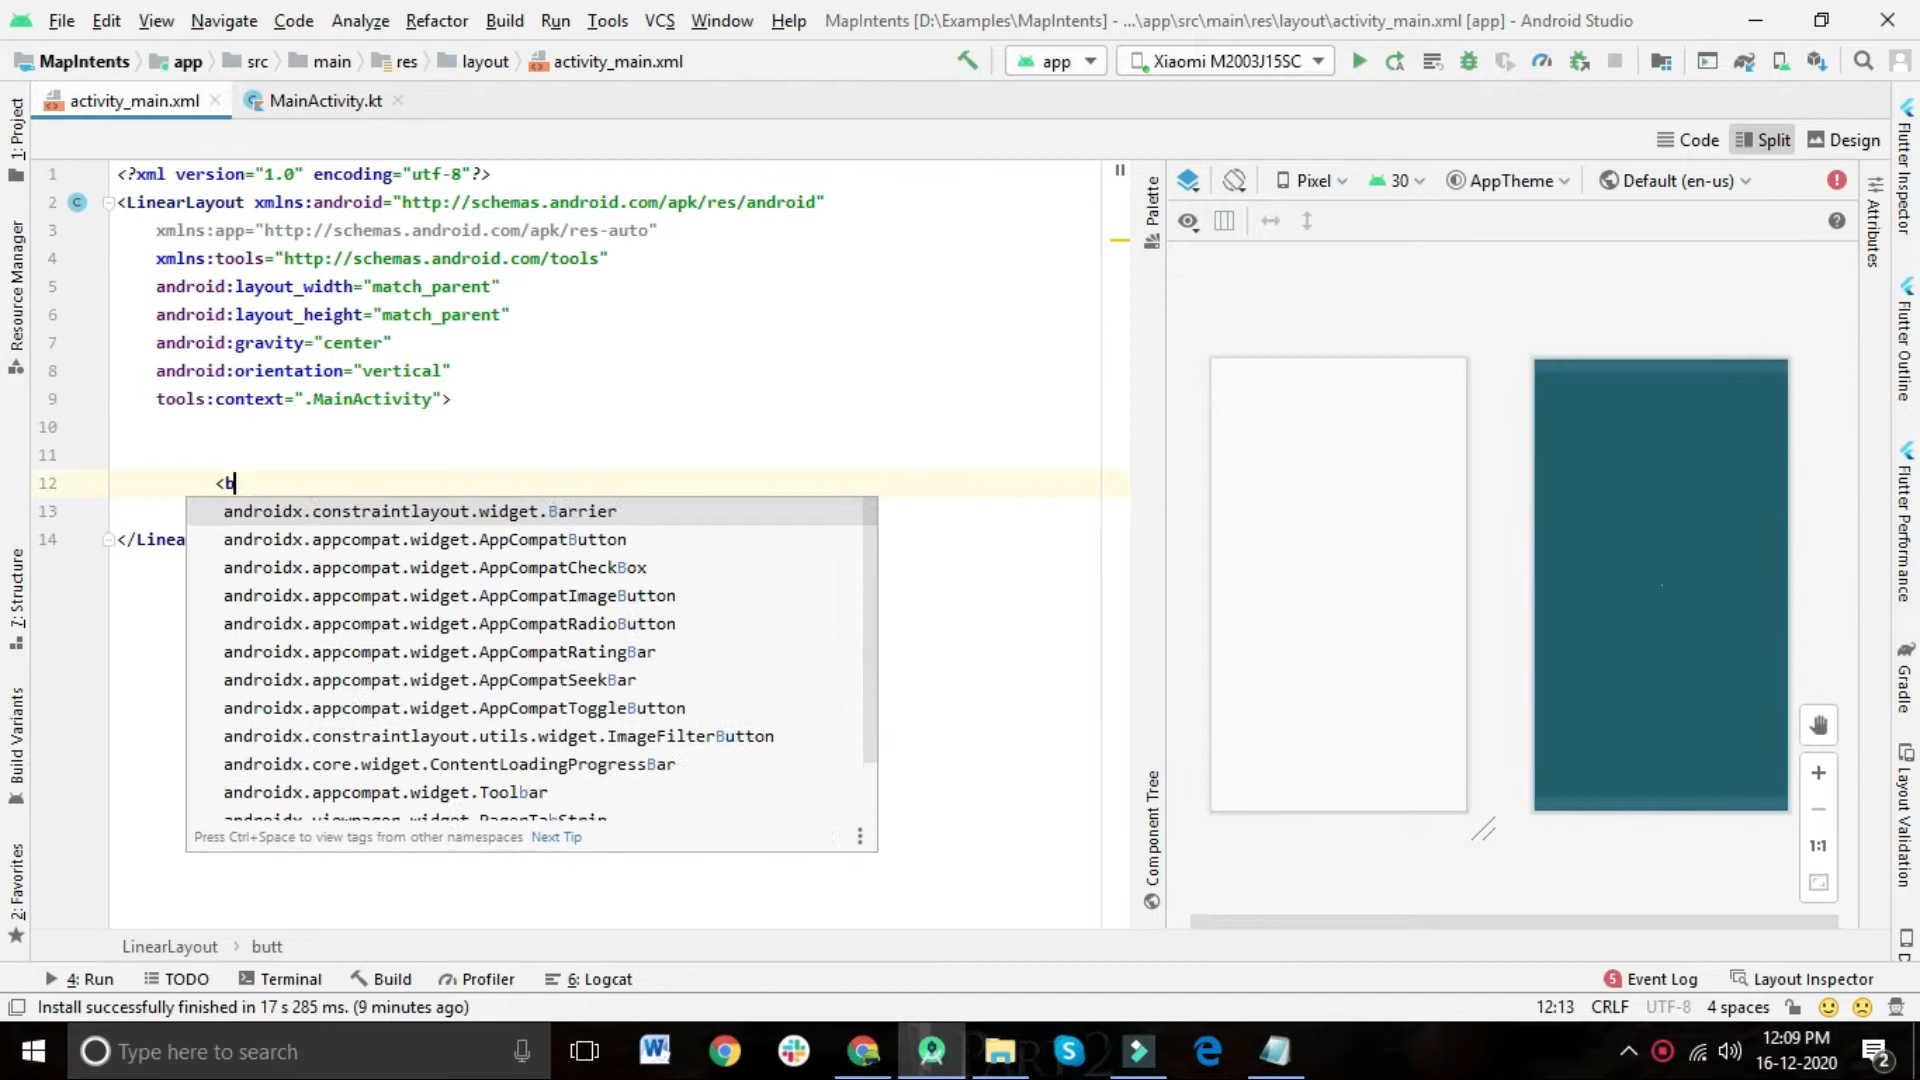 File Edit View Navigate Code Analyze Refactor Build Run Tools VCS Window Help MapIntents [D:\Examples\MapIntents] - ...\app\src\main\res\layout\activity_main.xml [app] - Android Studio
MapIntents app src main res layout activity_main.xml app Xiaomi M2003J15SC
activity_main.xml MainActivity.kt
Code Split Design
1 <?xml version="1.0" encoding="utf-8"?>
2 <LinearLayout xmlns:android="http://schemas.android.com/apk/res/android"
3 xmlns:app="http://schemas.android.com/apk/res-auto"
4 xmlns:tools="http://schemas.android.com/tools"
5 android:layout_width="match_parent"
6 android:layout_height="match_parent"
7 android:gravity="center"
8 android:orientation="vertical"
9 tools:context=".MainActivity">
10
11
12 <b
13
14 </Linea
androidx.constraintlayout.widget.Barrier
androidx.appcompat.widget.AppCompatButton
androidx.appcompat.widget.AppCompatCheckBox
androidx.appcompat.widget.AppCompatImageButton
androidx.appcompat.widget.AppCompatRadioButton
androidx.appcompat.widget.AppCompatRatingBar
androidx.appcompat.widget.AppCompatSeekBar
androidx.appcompat.widget.AppCompatToggleButton
androidx.constraintlayout.utils.widget.ImageFilterButton
androidx.core.widget.ContentLoadingProgressBar
androidx.appcompat.widget.Toolbar
androidx.viewpager.widget.PagerTabStrip
Press Ctrl+Space to view tags from other namespaces Next Tip
Pixel 30 AppTheme Default (en-us)
1:1
Palette
Component Tree
Attributes
1: Project
Resource Manager
7: Structure
Build Variants
2: Favorites
Flutter Inspector
Flutter Outline
Flutter Performance
Gradle
Layout Validation
LinearLayout butt
4: Run TODO Terminal Build Profiler 6: Logcat 5 Event Log Layout Inspector
Install successfully finished in 17 s 285 ms. (9 minutes ago) 12:13 CRLF UTF-8 4 spaces
Type here to search
PART 2
12:09 PM
16-12-2020
2